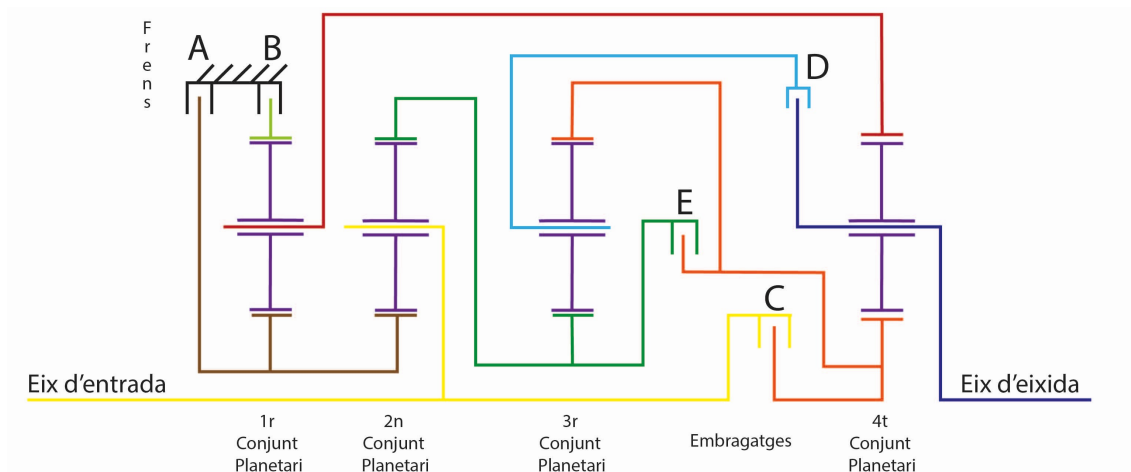 Frens
A
B
D
E
C
Eix d'entrada
Eix d'eixida
1r
Conjunt
Planetari
2n
Conjunt
Planetari
3r
Conjunt
Planetari
Embragatges
4t
Conjunt
Planetari